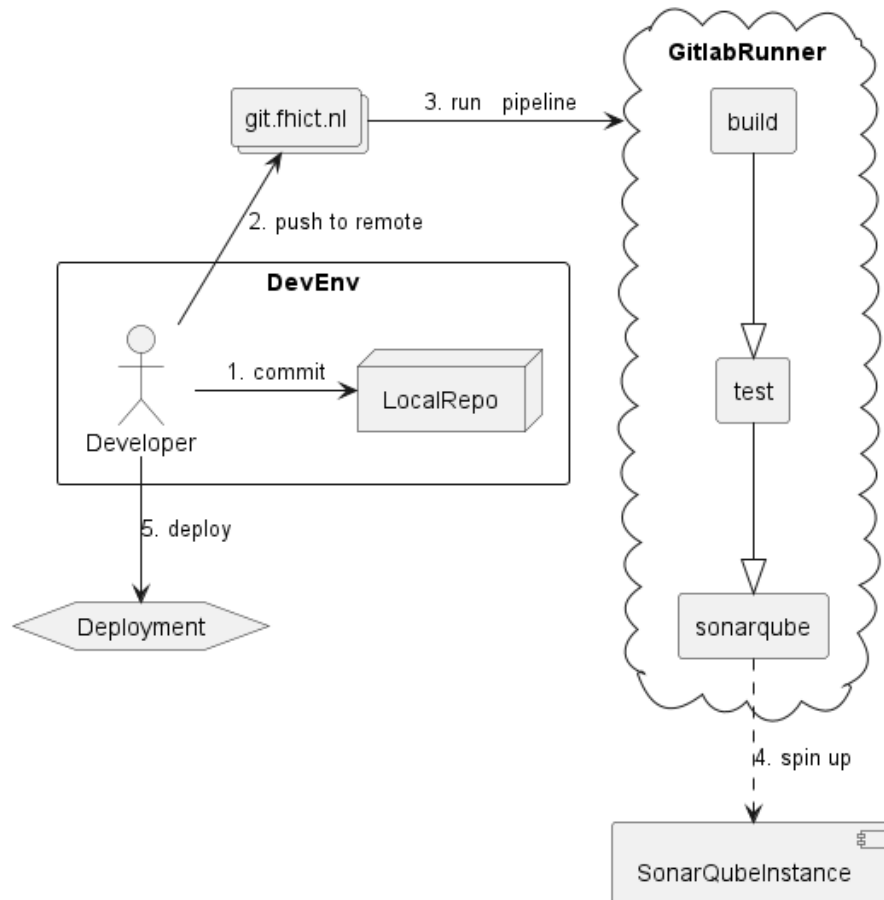 GitlabRunner
git.fhict.nl
3. run   pipeline
build
2. push to remote
DevEnv
1. commit
LocalRepo
test
Developer
5. deploy
Deployment
sonarqube
4. spin up
SonarQubeInstance